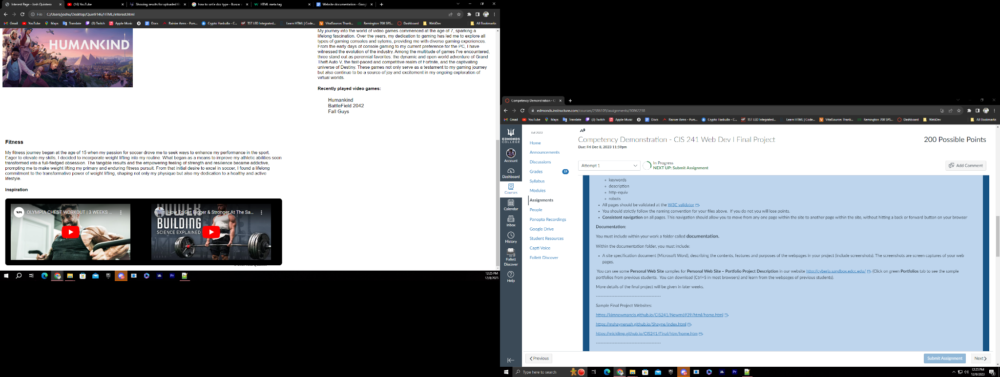 Interest Page - Josh Quintero
(16) YouTube
Showing results for uploaded fil
how to wrtie doc type - Buscar
HTML meta tag
Website documentation - Goog
File
C:/Users/joshu/Desktop/Quin9146/HTML/interest.html
Gmail
YouTube
Maps
Translate
(3) Twitch
Apple Music
Docs
Rainier Arms - Purs...
Crypto Hasbulla - C...
TST LED Integrated...
Learn HTML | Code...
VitalSource: Thank...
Remington 700 SPS...
Dashboard
WebDev
All Bookmarks
HUMANKIND
My journey into the world of video games commenced at the age of 7, sparking a
lifelong fascination. Over the years, my dedication to gaming has led me to explore all
types of gaming consoles and sytems, providing me with diverse gaming experiences.
From the early days of console gaming to my current preference for the PC, I have
witnessed the evolution of the industry. Among the multitude of games I've encountered,
three stand out as perennial favorites: the dynamic and open-world adventure of Grand
Theft Auto V, the fast-paced and competitive realm of Fortnite, and the captivating
universe of Destiny. These games not only serve as a testament to my gaming journey
but also continue to be a source of joy and excitement in my ongoing exploration of
virtual worlds.
Recently played video games:
Humankind
BattleField 2042
Fall Guys
Fitness
My fitness journey began at the age of 15 when my passion for soccer drove me to seek ways to enhance my performance in the sport.
Eager to elevate my skills, I decided to incorporate weight lifting into my routine. What began as a means to improve my athletic abilities soon
transformed into a full-fledged obsession. The tangible results and the empowering feeling of strength and resilience became addictive,
prompting me to make weight lifting my primary and enduring fitness pursuit. From that initial desire to excel in soccer, I found a lifelong
commitment to the transformative power of weight lifting, shaping not only my physique but also my dedication to a healthy and active
lifestyle.
Inspiration
OLYMPIA CHEST WORKOUT | 3 WEEKS ...
How To Get Bigger & Stronger At The Sa...
POWER
BUILDING
SCIENCE EXPLAINED
12:25 PM
12/8/2023
Competency Demonstration - C
edmonds.instructure.com/courses/2386109/assignments/30862238
Gmail
YouTube
Maps
Translate
(3) Twitch
Apple Music
Docs
Rainier Arms - Purs...
Crypto Hasbulla - C...
TST LED Integrated...
Learn HTML | Code...
VitalSource: Thank...
Remington 700 SPS...
Dashboard
WebDev
All Bookmarks
EDMONDS
COLLEGE
Account
Dashboard
Courses
Calendar
Inbox
History
Follett
Discover
Help
Fall 2023
Home
Announcements
Discussions
Grades
19
Syllabus
Modules
Assignments
People
Panopto Recordings
Google Drive
Student Resources
Capti Voice
Follett Discover
Competency Demonstration - CIS 241 Web Dev I Final Project
200 Possible Points
Due: Fri Dec 8, 2023 11:59pm
Attempt 1
In Progress
NEXT UP: Submit Assignment
Add Comment
keywords
description
http-equiv
robots
All pages should be validated at the W3C validator
You should strictly follow the naming convention for your files above. If you do not you will lose points.
Consistent navigation on all pages. This navigation should allow you to move from any one page within the site to another page within the site, without hitting a back or forward button on your browser
Documentation:
You must include within your work a folder called documentation.
Within the documentation folder, you must include:
A site specification document (Microsoft Word), describing the contents, features and purposes of the webpages in your project (include screenshots). The screenshots are screen captures of your web
pages.
You can see some Personal Web Site samples for Personal Web Site – Portfolio Project Description in our website http://cyberia.sandbox.edcc.edu/ (Click on green Portfolios tab to see the sample
portfolios from previous students. You can download (Ctrl+S in most browsers) and learn from the webpages of previous students).
More details of the final project will be given in later weeks.
------------------------------------------
Sample Final Project Websites:
https://kimnewmancis.github.io/CIS241/Newm6939/html/home.html
https://mshaynerush.github.io/Shayne/index.html
https://mickilmp.github.io/CIS241/Final/htm/home.htm
------------------------------------------
Previous
Submit Assignment
Next
Type here to search
12:25 PM
12/8/2023